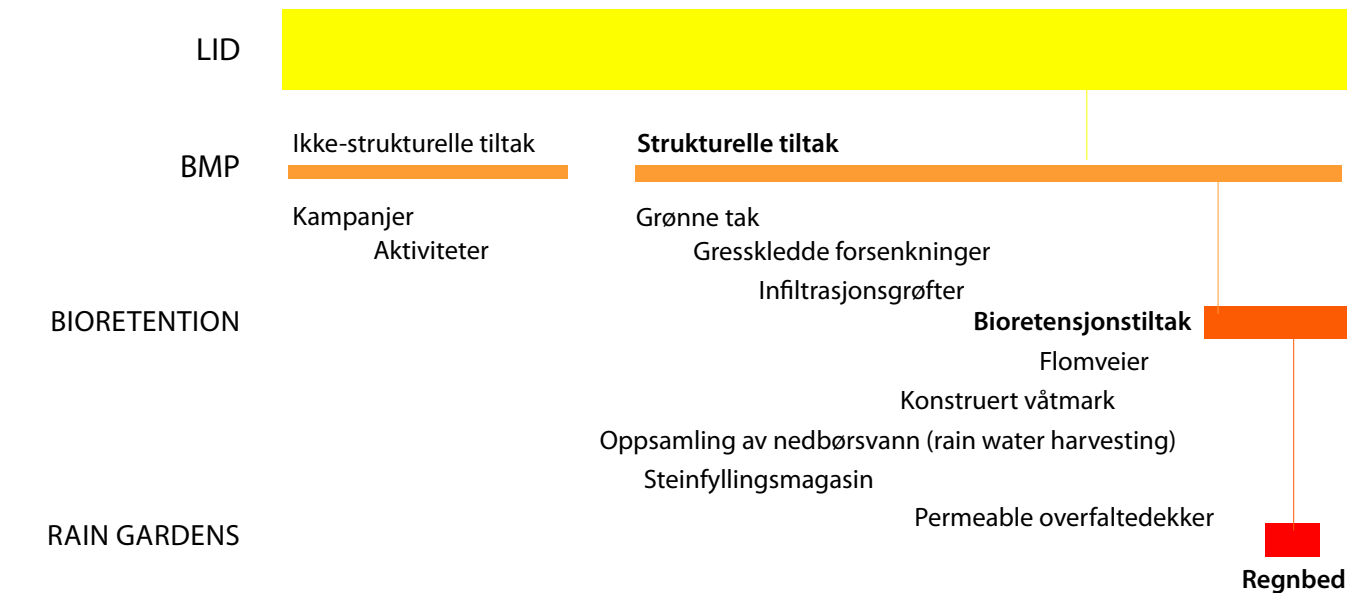 LID
Ikke-strukturelle tiltak
Strukturelle tiltak
BMP
Kampanjer
Grønne tak
Aktiviteter
Gresskledde forsenkninger
Infiltrasjonsgrøfter
BIORETENTION
Bioretensjonstiltak
Flomveier
Konstruert våtmark
Oppsamling av nedbørsvann (rain water harvesting)
Steinfyllingsmagasin
Permeable overfaltedekker
RAIN GARDENS
Regnbed